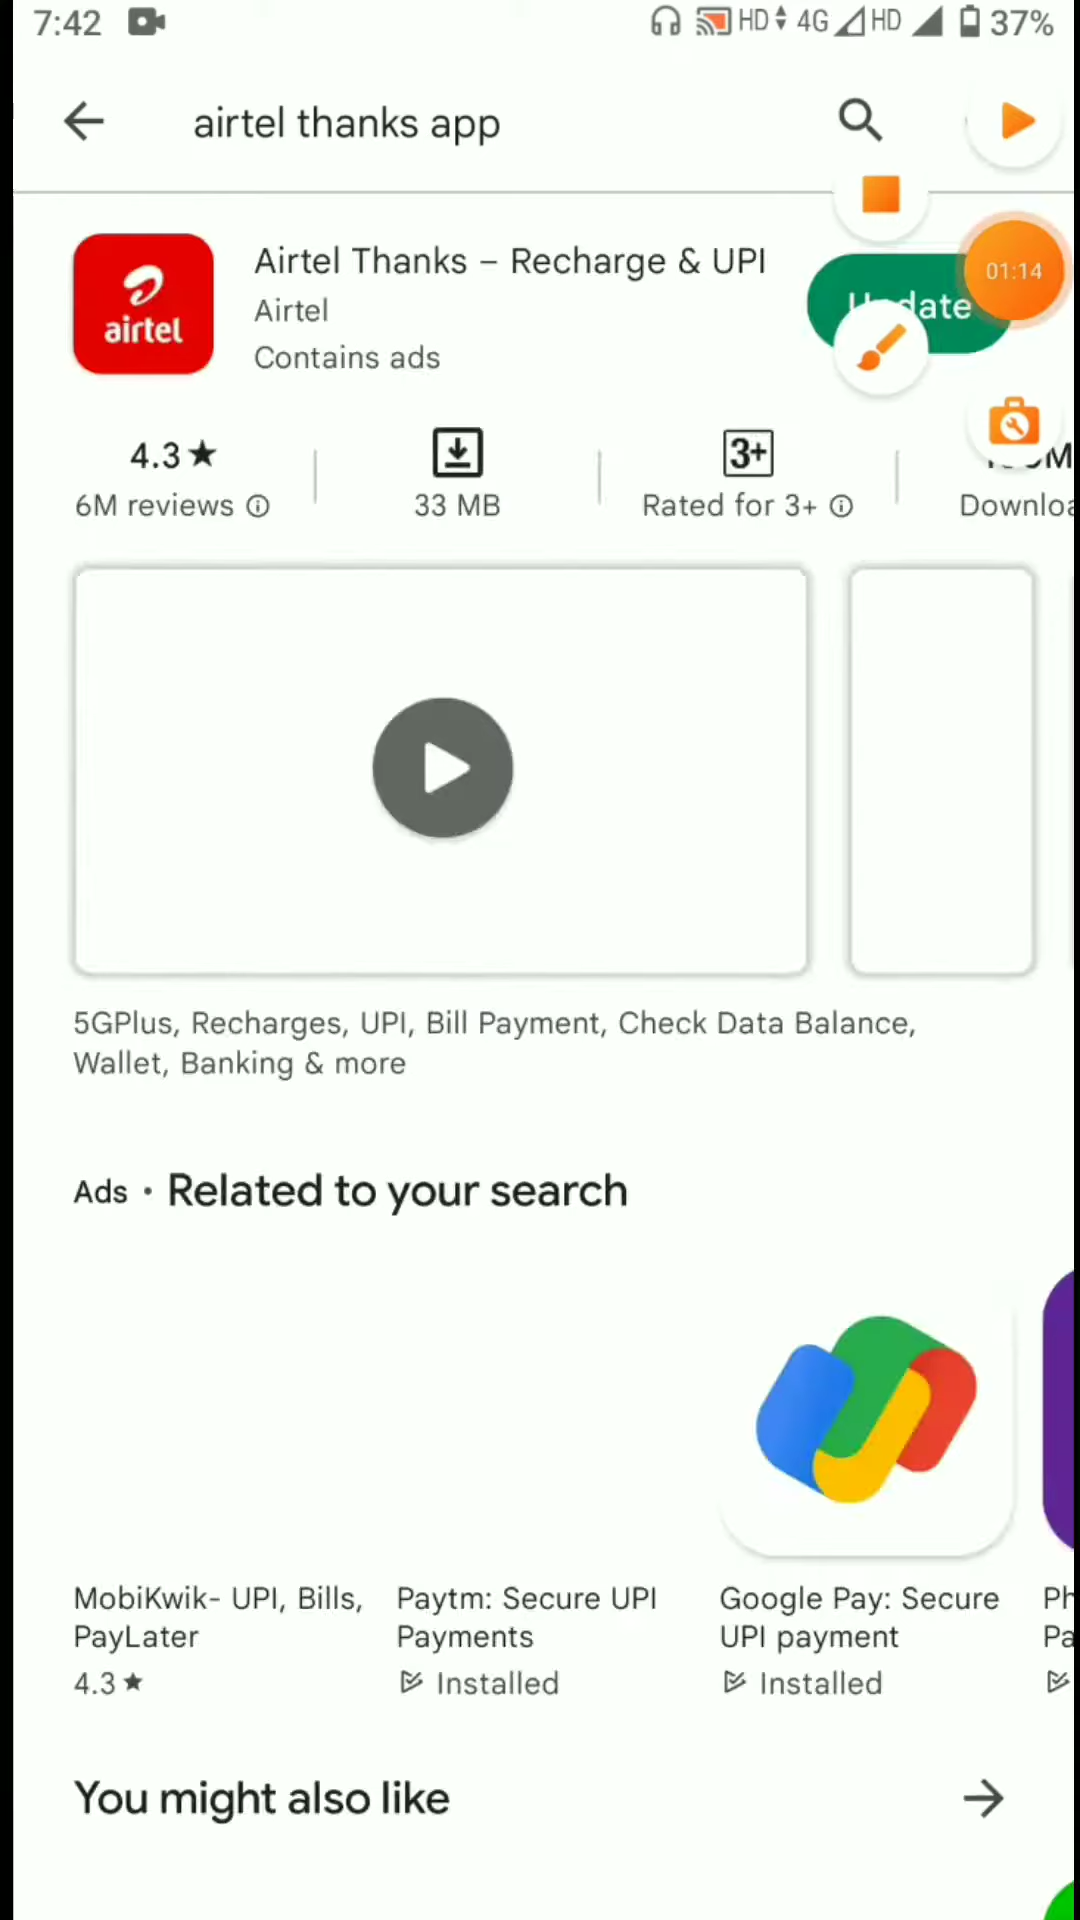 7:42 HD 4G HD 37%
airtel thanks app
Airtel Thanks – Recharge & UPI
airtel
Airtel
Contains ads
01:14
4.3★
6M reviews
33 MB
3+
Rated for 3+
5GPlus, Recharges, UPI, Bill Payment, Check Data Balance,
Wallet, Banking & more
Ads • Related to your search
MobiKwik- UPI, Bills,
PayLater
4.3★
Paytm: Secure UPI
Payments
Installed
Google Pay: Secure
UPI payment
Installed
You might also like